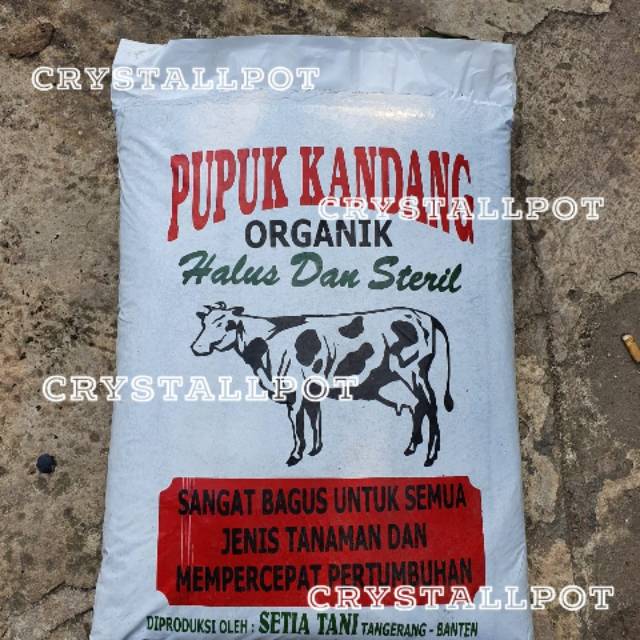 CRYSTALLPOT
PUPUK KANDANG
CRYSTALLPOT
ORGANIK
Halus Dan Steril
CRYSTALLPOT
SANGAT BAGUS UNTUK SEMUA
JENIS TANAMAN DAN
MEMPERCEPAT PERTUMBUHAN
CRYSTALLPOT
DIPRODUKSI OLEH : SETIA TANI TANGERANG - BANTEN